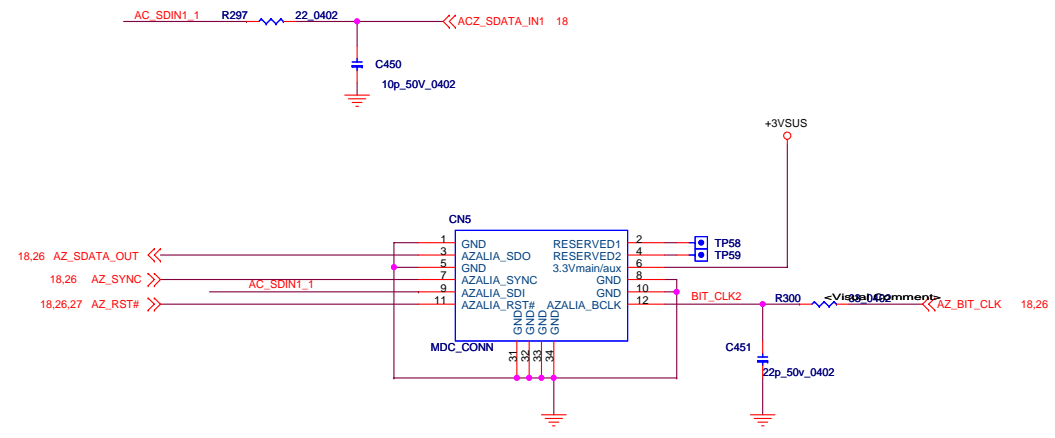 AC_SDIN1_1 R297 22_0402 ACZ_SDATA_IN1 18
C450
10p_50V_0402
+3VSUS
CN5
1 GND RESERVED1 2 TP58
18,26 AZ_SDATA_OUT 3 AZALIA_SDO RESERVED2 4 TP59
5 GND 3.3Vmain/aux 6
18,26 AZ_SYNC 7 AZALIA_SYNC GND 8
AC_SDIN1_1 9 AZALIA_SDI GND 10
18,26,27 AZ_RST# 11 AZALIA_RST# AZALIA_BCLK 12 BIT_CLK2 R300 <Visual Comment> AZ_BIT_CLK 18,26
GND GND GND GND
MDC_CONN 31 32 33 34
C451
22p_50v_0402